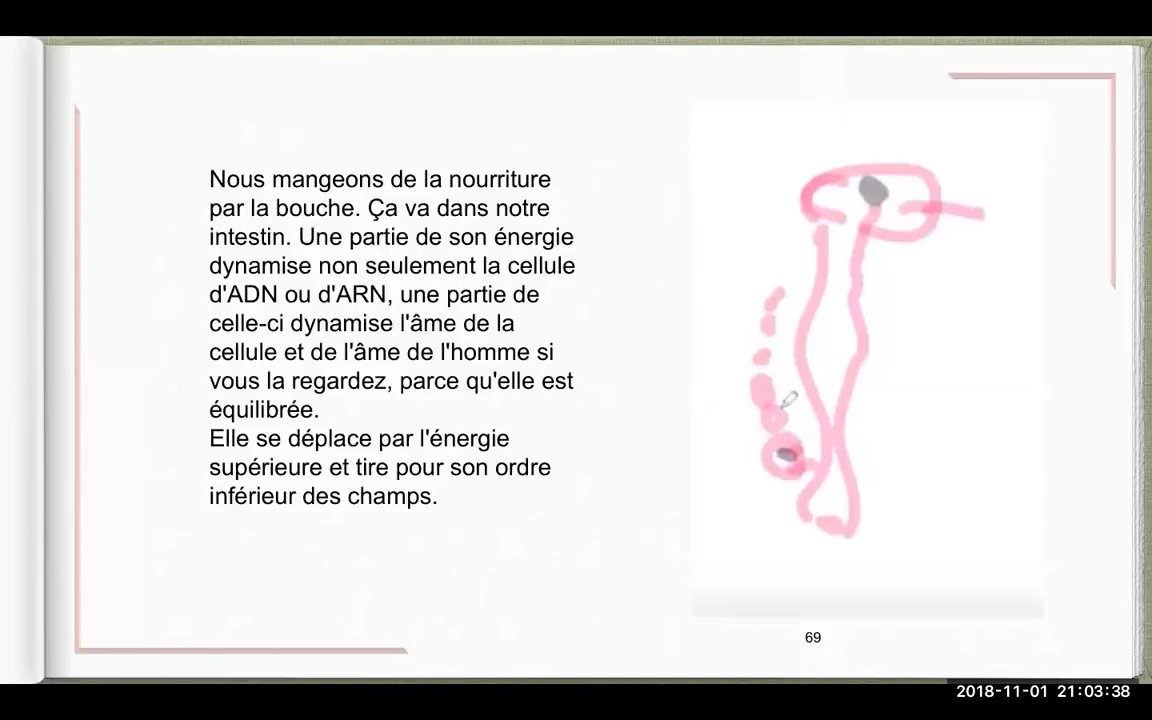 Nous mangeons de la nourriture
par la bouche. Ça va dans notre
intestin. Une partie de son énergie
dynamise non seulement la cellule
d'ADN ou d'ARN, une partie de
celle-ci dynamise l'âme de la
cellule et de l'âme de l'homme si
vous la regardez, parce qu'elle est
équilibrée.
Elle se déplace par l'énergie
supérieure et tire pour son ordre
inférieur des champs.
69
2018-11-01 21:03:38